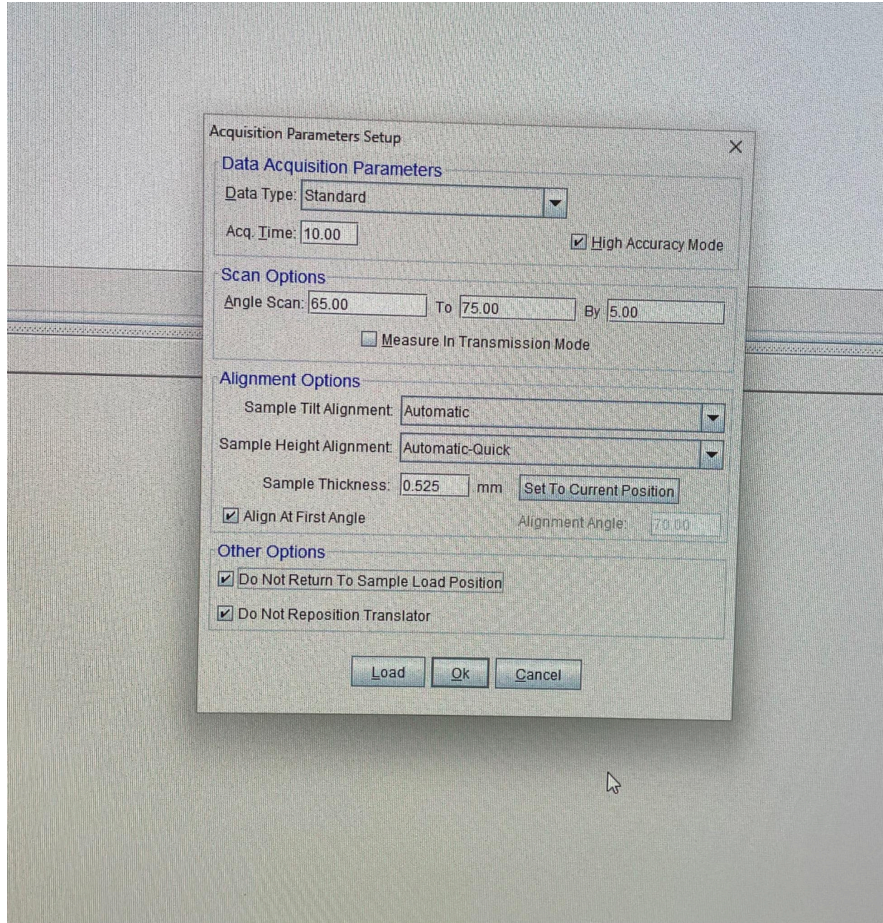 Acquisition Parameters Setup
Data Acquisition Parameters
Data Type: Standard
Acq. Time: 10.00
High Accuracy Mode
Scan Options
Angle Scan: 65.00 To 75.00 By 5.00
Measure In Transmission Mode
Alignment Options
Sample Tilt Alignment: Automatic
Sample Height Alignment: Automatic-Quick
Sample Thickness: 0.525 mm Set To Current Position
Align At First Angle Alignment Angle: 70.00
Other Options
Do Not Return To Sample Load Position
Do Not Reposition Translator
Load Ok Cancel